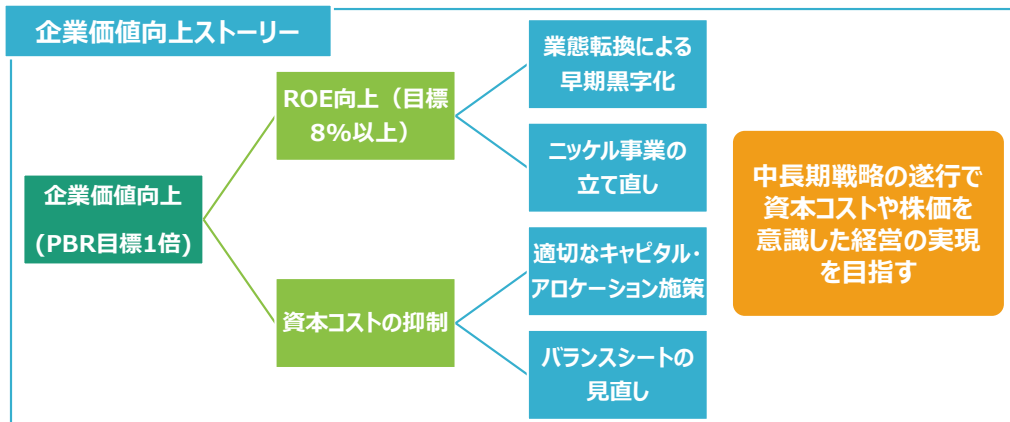 企業価値向上ストーリー
企業価値向上
(PBR目標1倍)
ROE向上（目標
8%以上）
資本コストの抑制
業態転換による
早期黒字化
ニッケル事業の
立て直し
適切なキャピタル・
アロケーション施策
バランスシートの
見直し
中長期戦略の遂行で
資本コストや株価を
意識した経営の実現
を目指す